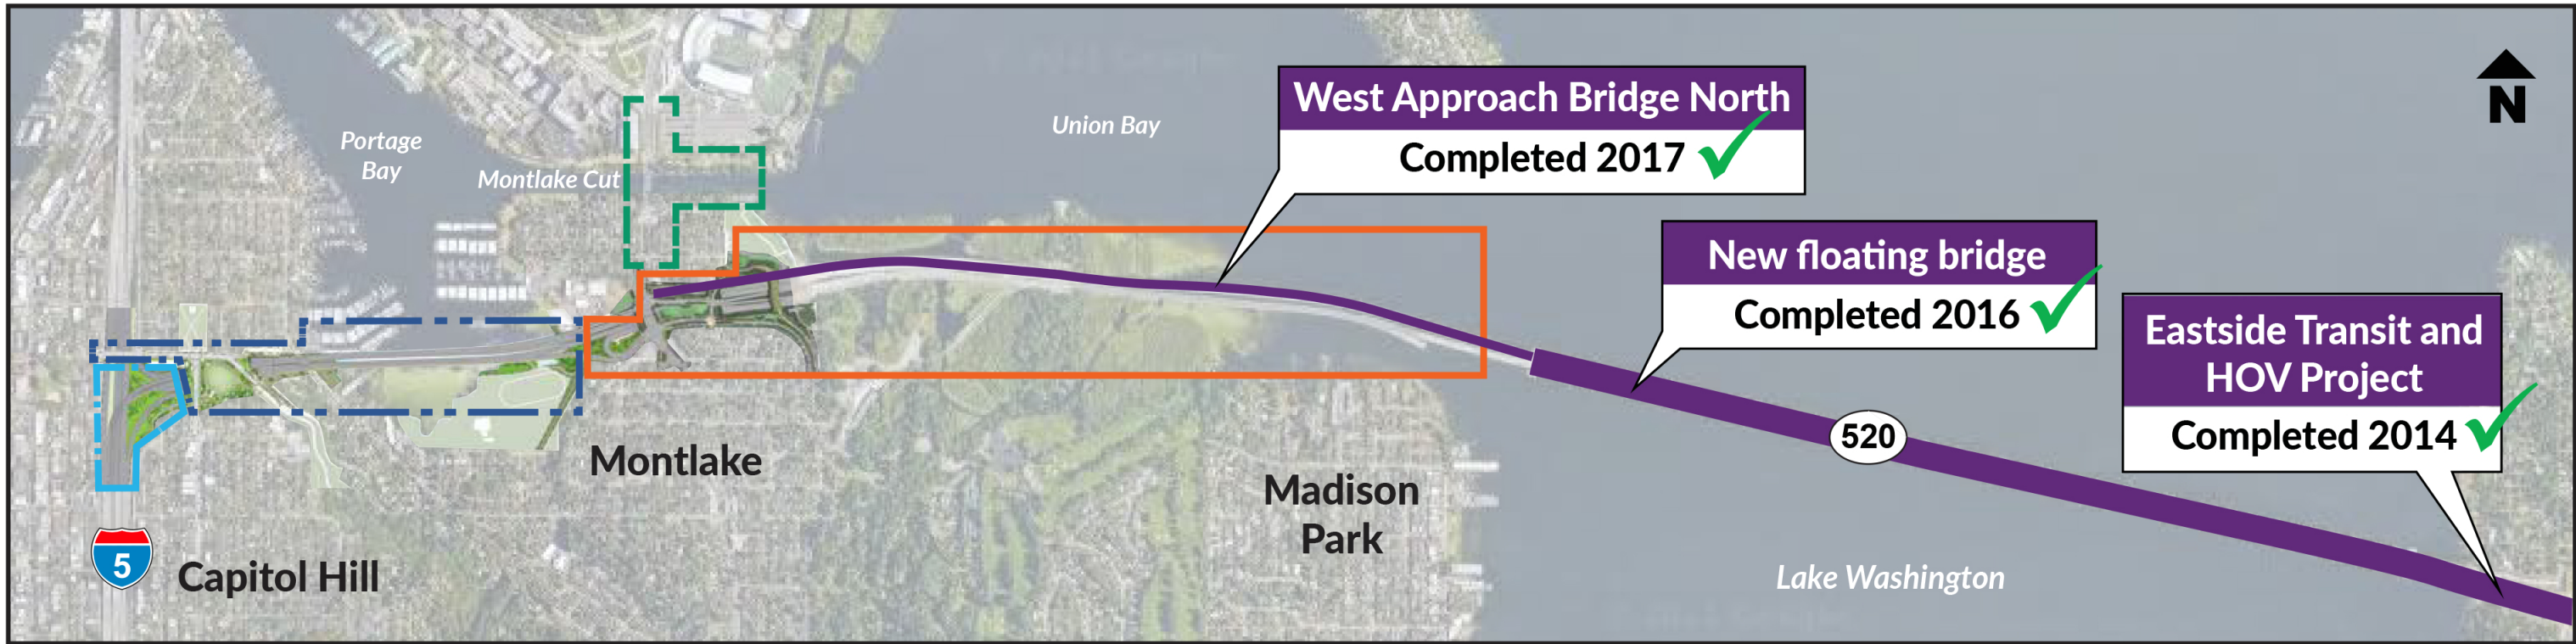 West Approach Bridge North
Completed 2017
N
Portage
Bay
Union Bay
Montlake Cut
New floating bridge
Completed 2016
Eastside Transit and
HOV Project
Completed 2014
520
Montlake
Madison
Park
5
Capitol Hill
Lake Washington